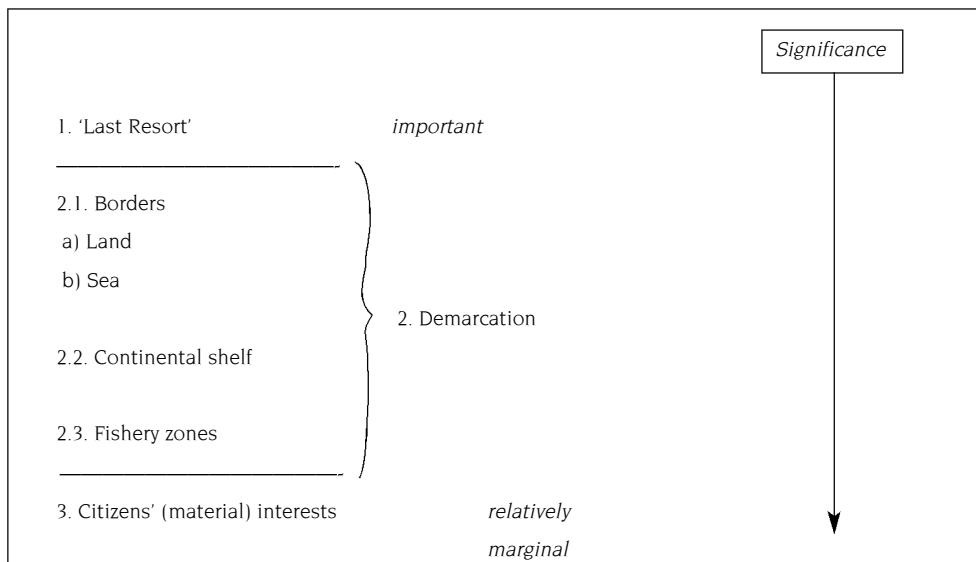 Significance
1. ‘Last Resort’ important
2.1. Borders
a) Land
b) Sea
2. Demarcation
2.2. Continental shelf
2.3. Fishery zones
3. Citizens’ (material) interests relatively
marginal